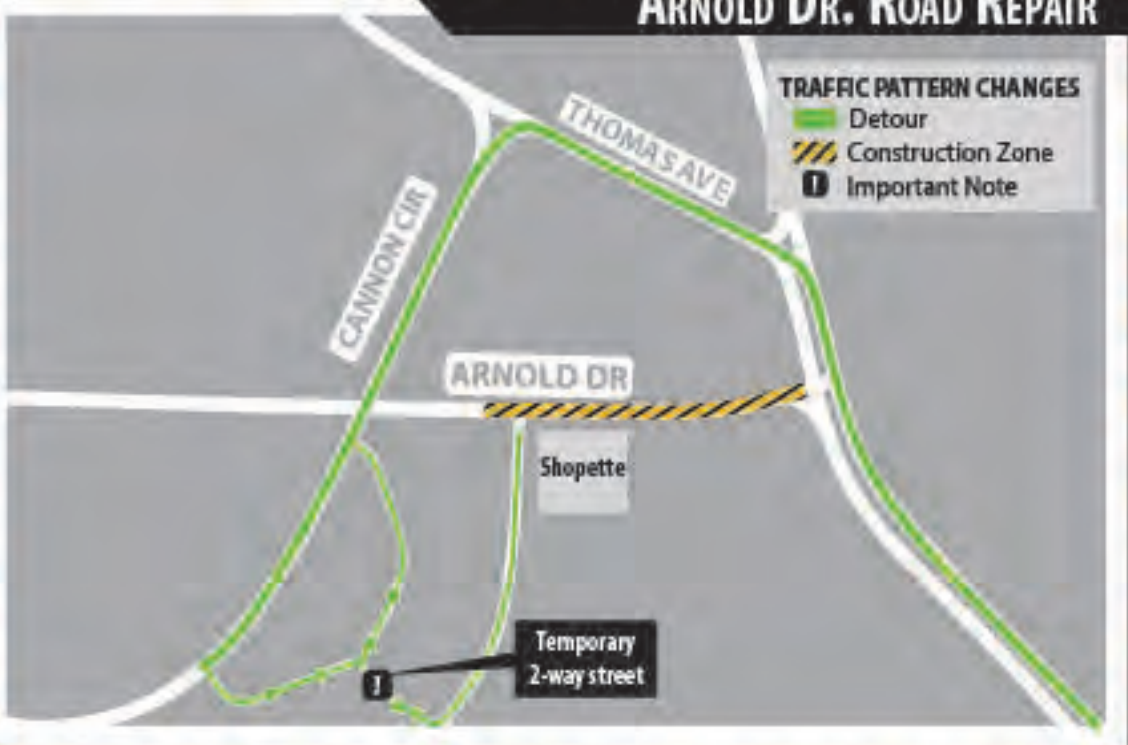 ARNOLD DR. ROAD REPAIR
TRAFFIC PATTERN CHANGES
Detour
Construction Zone
! Important Note
THOMAS AVE
CANNON CIR
ARNOLD DR
Shopette
Temporary
2-way street
!